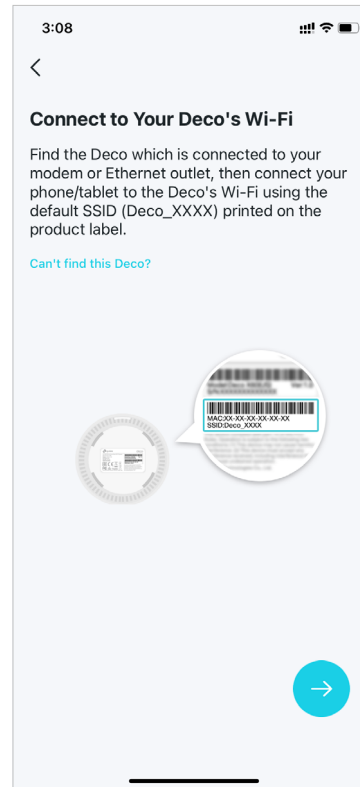 3:08
Connect to Your Deco's Wi-Fi
Find the Deco which is connected to your
modem or Ethernet outlet, then connect your
phone/tablet to the Deco's Wi-Fi using the
default SSID (Deco_XXXX) printed on the
product label.
Can't find this Deco?
MAC:XX-XX-XX-XX-XX-XX
SSID:Deco_XXXX